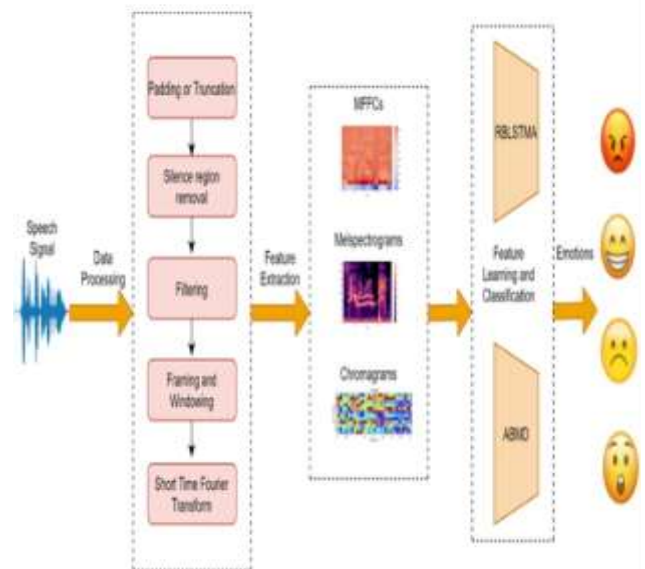 Speech
Signal
Data
Processing
Padding or Truncation
Silence region
removal
Filtering
Framing and
Windowing
Short Time Fourier
Transform
Feature
Extraction
MFFCs
Melspectrograms
Chromagrams
RBLSTMA
Feature
Learning and
Classification
ABMD
Emotions